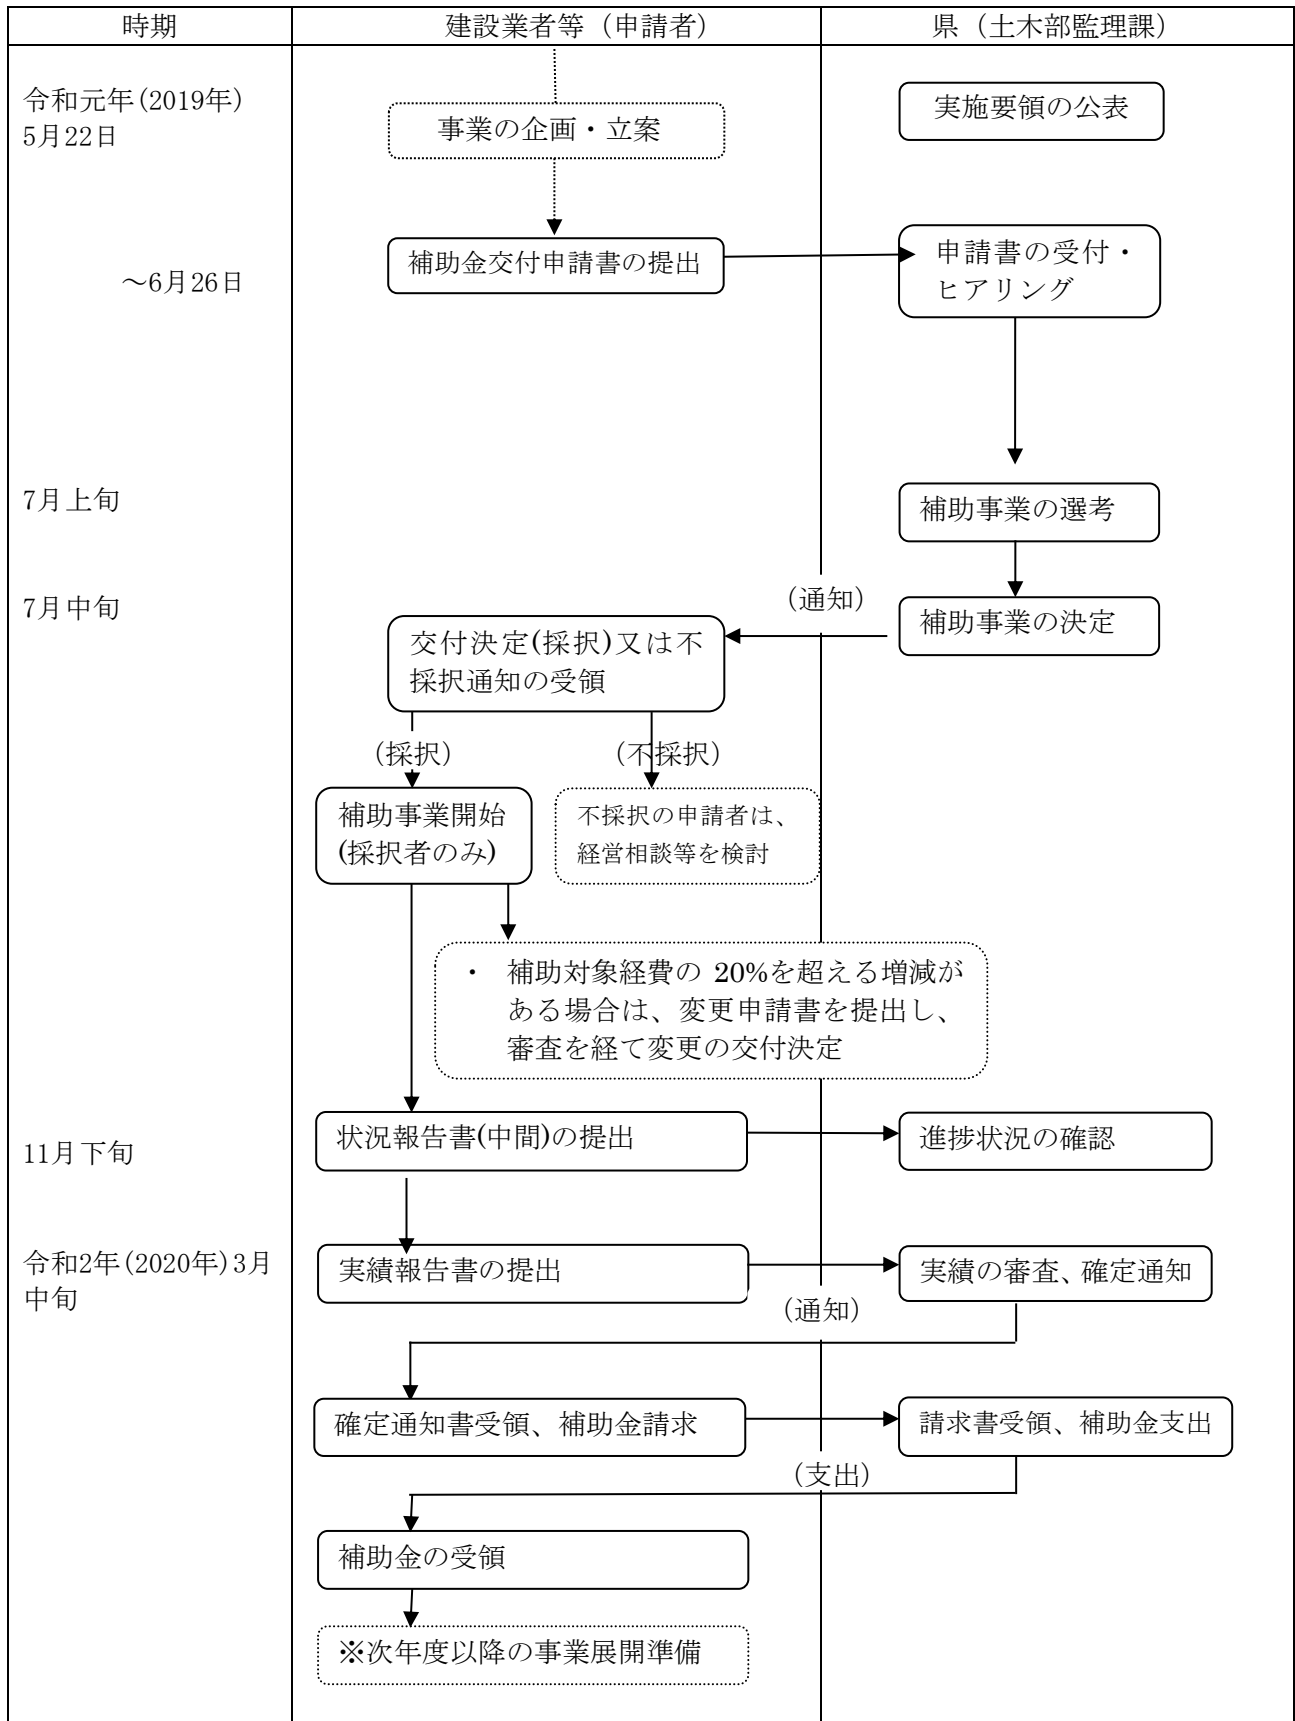 時期
建設業者等（申請者）
県（土木部監理課）
令和元年(2019年)
5月22日
事業の企画・立案
実施要領の公表
～6月26日
補助金交付申請書の提出
申請書の受付・
ヒアリング
7月上旬
補助事業の選考
7月中旬
（通知）
補助事業の決定
交付決定(採択)又は不
採択通知の受領
（採択）
（不採択）
補助事業開始
(採択者のみ)
不採択の申請者は、
経営相談等を検討
・ 補助対象経費の 20%を超える増減が
ある場合は、変更申請書を提出し、
審査を経て変更の交付決定
11月下旬
状況報告書(中間)の提出
進捗状況の確認
令和2年(2020年)3月
中旬
実績報告書の提出
実績の審査、確定通知
（通知）
確定通知書受領、補助金請求
請求書受領、補助金支出
（支出）
補助金の受領
※次年度以降の事業展開準備